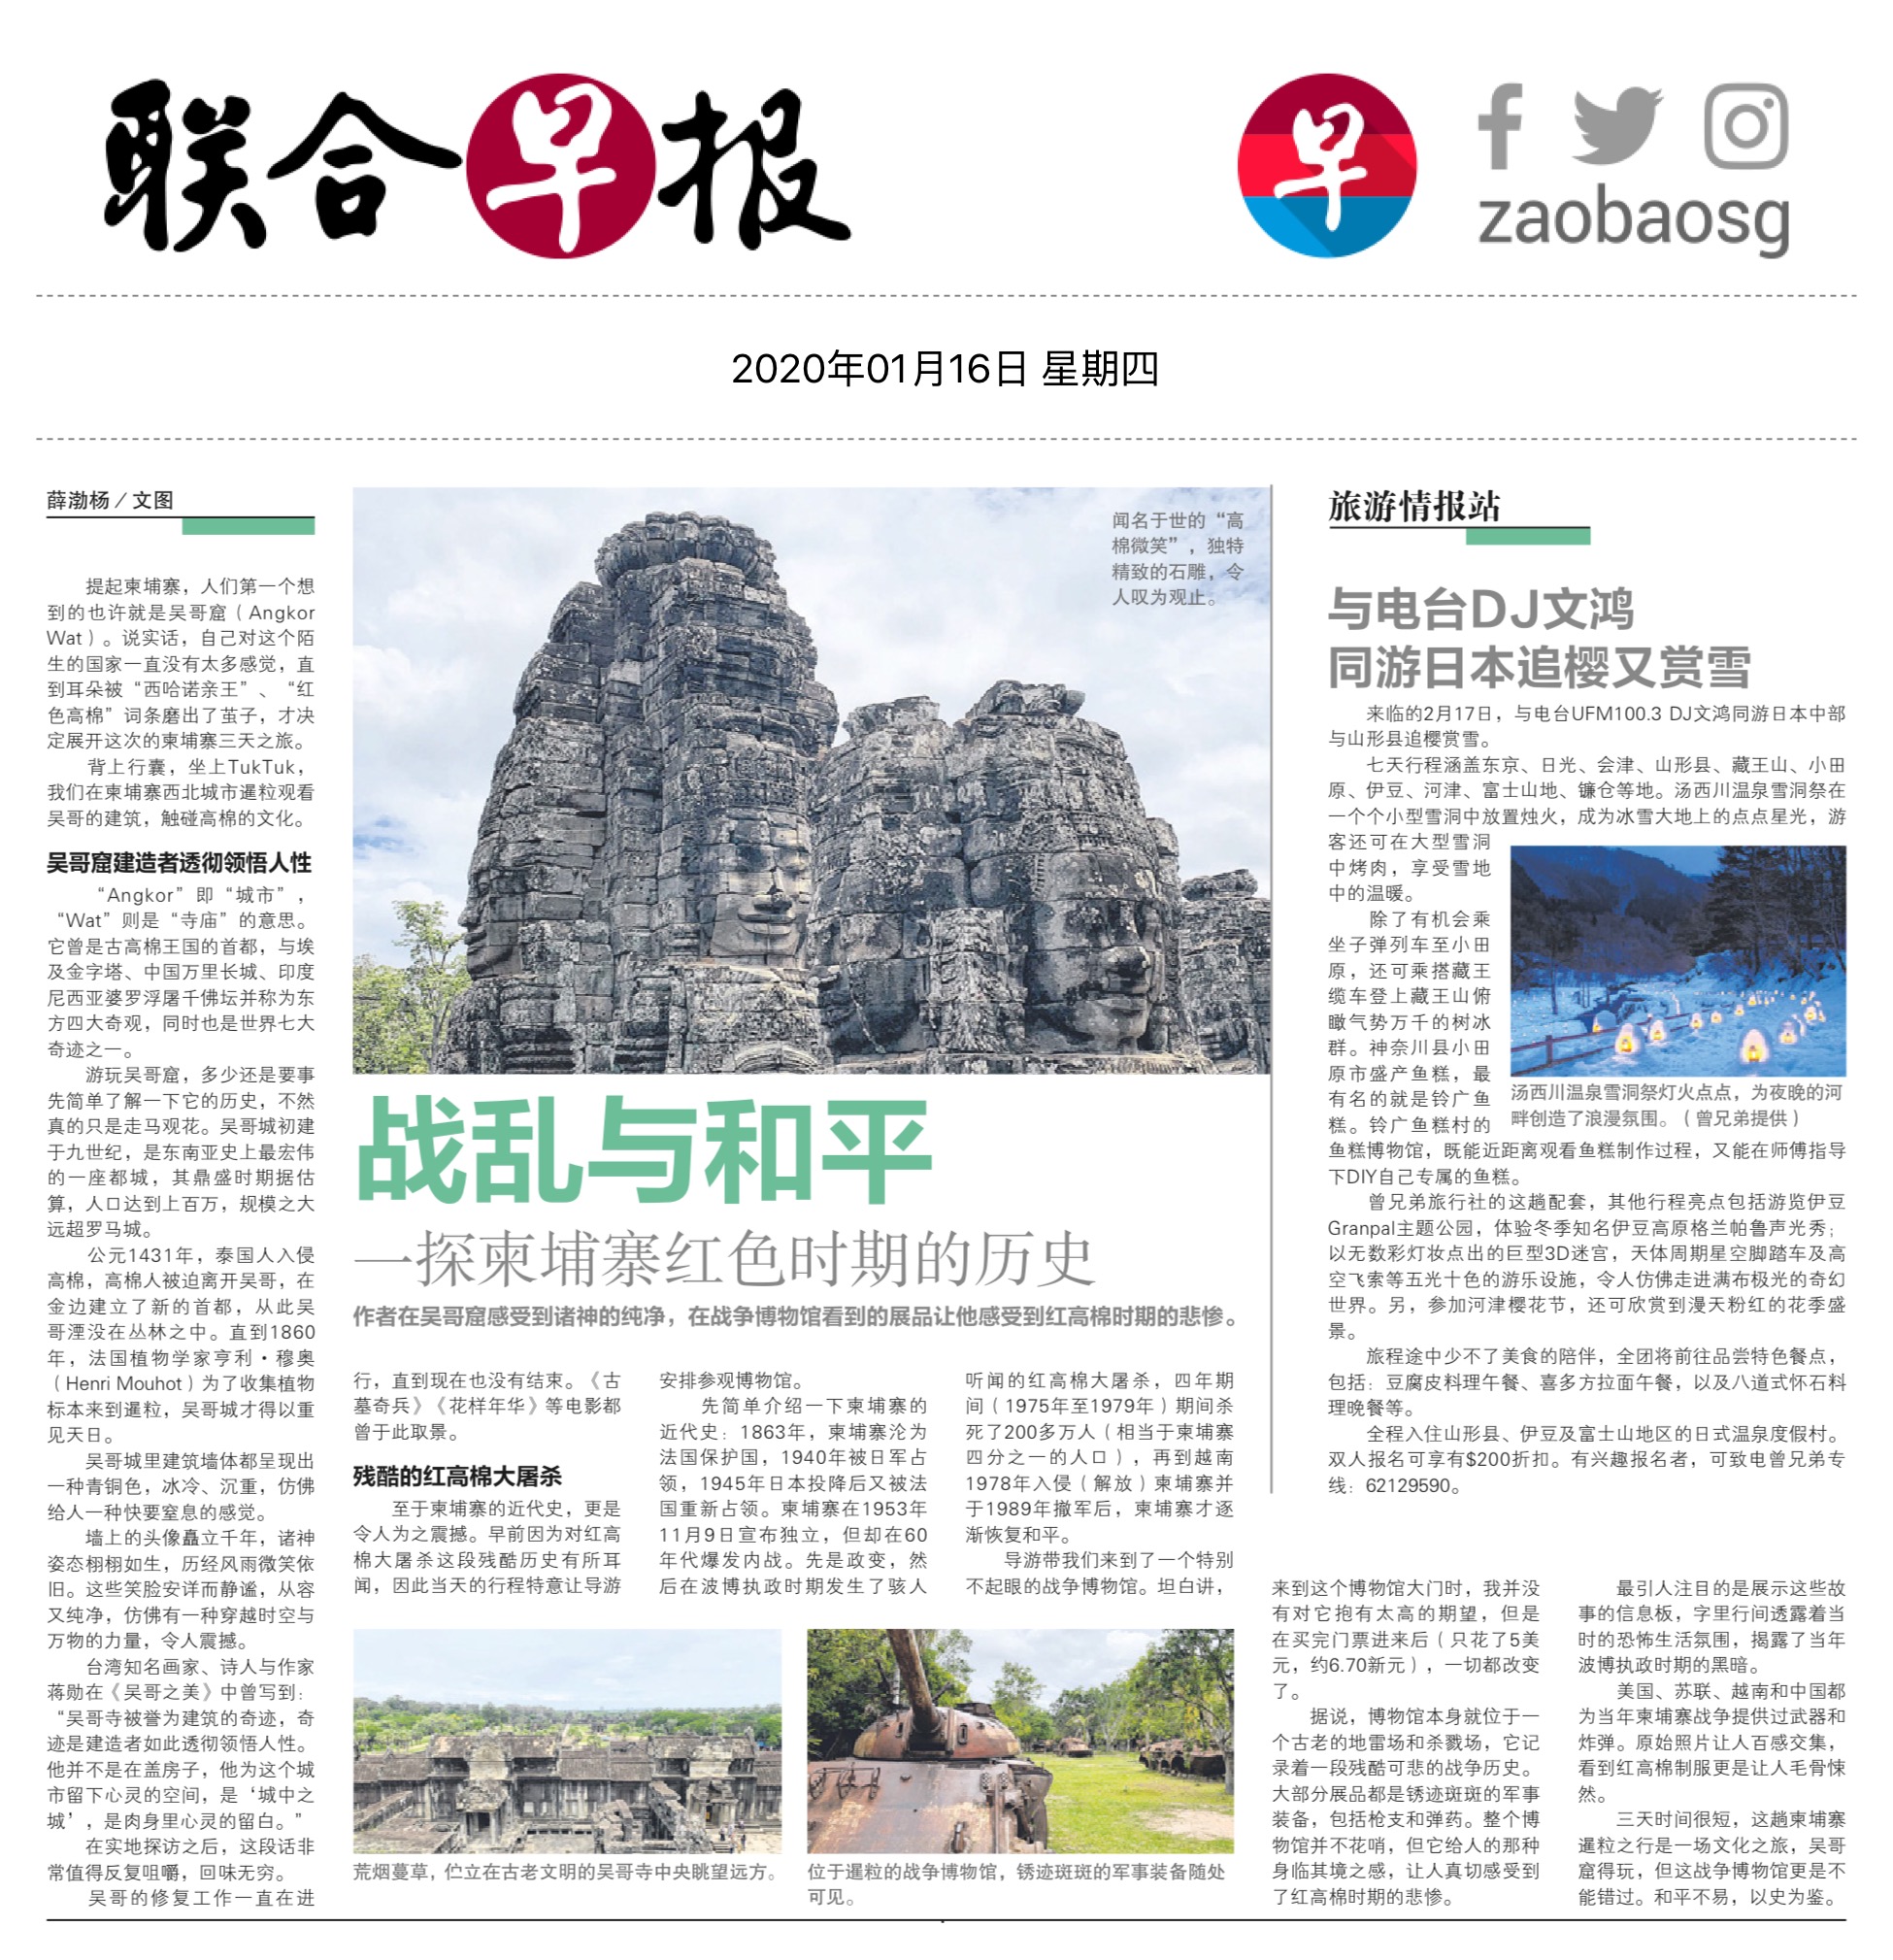 联合早报
早
zaobaosg
2020年01月16日 星期四
薛渤杨／文图
提起柬埔寨，人们第一个想
到的也许就是吴哥窟（Angkor
Wat）。说实话，自己对这个陌
生的国家一直没有太多感觉，直
到耳朵被“西哈诺亲王”、“红
色高棉”词条磨出了茧子，才决
定展开这次的柬埔寨三天之旅。
背上行囊，坐上TukTuk，
我们在柬埔寨西北城市暹粒观看
吴哥的建筑，触碰高棉的文化。
吴哥窟建造者透彻领悟人性
“Angkor”即“城市”，
“Wat”则是“寺庙”的意思。
它曾是古高棉王国的首都，与埃
及金字塔、中国万里长城、印度
尼西亚婆罗浮屠千佛坛并称为东
方四大奇观，同时也是世界七大
奇迹之一。
游玩吴哥窟，多少还是要事
先简单了解一下它的历史，不然
真的只是走马观花。吴哥城初建
于九世纪，是东南亚史上最宏伟
的一座都城，其鼎盛时期据估
算，人口达到上百万，规模之大
远超罗马城。
公元1431年，泰国人入侵
高棉，高棉人被迫离开吴哥，在
金边建立了新的首都，从此吴
哥湮没在丛林之中。直到1860
年，法国植物学家亨利・穆奥
（Henri Mouhot）为了收集植物
标本来到暹粒，吴哥城才得以重
见天日。
吴哥城里建筑墙体都呈现出
一种青铜色，冰冷、沉重，仿佛
给人一种快要窒息的感觉。
墙上的头像矗立千年，诸神
姿态栩栩如生，历经风雨微笑依
旧。这些笑脸安详而静谧，从容
又纯净，仿佛有一种穿越时空与
万物的力量，令人震撼。
台湾知名画家、诗人与作家
蒋勋在《吴哥之美》中曾写到：
“吴哥寺被誉为建筑的奇迹，奇
迹是建造者如此透彻领悟人性。
他并不是在盖房子，他为这个城
市留下心灵的空间，是‘城中之
城’，是肉身里心灵的留白。”
在实地探访之后，这段话非
常值得反复咀嚼，回味无穷。
吴哥的修复工作一直在进
闻名于世的“高
棉微笑”，独特
精致的石雕，令
人叹为观止。
战乱与和平
一探柬埔寨红色时期的历史
作者在吴哥窟感受到诸神的纯净，在战争博物馆看到的展品让他感受到红高棉时期的悲惨。
行，直到现在也没有结束。《古
墓奇兵》《花样年华》等电影都
曾于此取景。
残酷的红高棉大屠杀
至于柬埔寨的近代史，更是
令人为之震撼。早前因为对红高
棉大屠杀这段残酷历史有所耳
闻，因此当天的行程特意让导游
安排参观博物馆。
先简单介绍一下柬埔寨的
近代史：1863年，柬埔寨沦为
法国保护国，1940年被日军占
领，1945年日本投降后又被法
国重新占领。柬埔寨在1953年
11月9日宣布独立，但却在60
年代爆发内战。先是政变，然
后在波博执政时期发生了骇人
听闻的红高棉大屠杀，四年期
间（1975年至1979年）期间杀
死了200多万人（相当于柬埔寨
四分之一的人口），再到越南
1978年入侵（解放）柬埔寨并
于1989年撤军后，柬埔寨才逐
渐恢复和平。
导游带我们来到了一个特别
不起眼的战争博物馆。坦白讲，
荒烟蔓草，伫立在古老文明的吴哥寺中央眺望远方。
位于暹粒的战争博物馆，锈迹斑斑的军事装备随处
可见。
来到这个博物馆大门时，我并没
有对它抱有太高的期望，但是
在买完门票进来后（只花了5美
元，约6.70新元），一切都改变
了。
据说，博物馆本身就位于一
个古老的地雷场和杀戮场，它记
录着一段残酷可悲的战争历史。
大部分展品都是锈迹斑斑的军事
装备，包括枪支和弹药。整个博
物馆并不花哨，但它给人的那种
身临其境之感，让人真切感受到
了红高棉时期的悲惨。
最引人注目的是展示这些故
事的信息板，字里行间透露着当
时的恐怖生活氛围，揭露了当年
波博执政时期的黑暗。
美国、苏联、越南和中国都
为当年柬埔寨战争提供过武器和
炸弹。原始照片让人百感交集，
看到红高棉制服更是让人毛骨悚
然。
三天时间很短，这趟柬埔寨
暹粒之行是一场文化之旅，吴哥
窟得玩，但这战争博物馆更是不
能错过。和平不易，以史为鉴。
旅游情报站
与电台DJ文鸿
同游日本追樱又赏雪
来临的2月17日，与电台UFM100.3 DJ文鸿同游日本中部
与山形县追樱赏雪。
七天行程涵盖东京、日光、会津、山形县、藏王山、小田
原、伊豆、河津、富士山地、镰仓等地。汤西川温泉雪洞祭在
一个个小型雪洞中放置烛火，成为冰雪大地上的点点星光，游
客还可在大型雪洞
中烤肉，享受雪地
中的温暖。
除了有机会乘
坐子弹列车至小田
原，还可乘搭藏王
缆车登上藏王山俯
瞰气势万千的树冰
群。神奈川县小田
原市盛产鱼糕，最
有名的就是铃广鱼
糕。铃广鱼糕村的
鱼糕博物馆，既能近距离观看鱼糕制作过程，又能在师傅指导
下DIY自己专属的鱼糕。
曾兄弟旅行社的这趟配套，其他行程亮点包括游览伊豆
Granpal主题公园，体验冬季知名伊豆高原格兰帕鲁声光秀；
以无数彩灯妆点出的巨型3D迷宫，天体周期星空脚踏车及高
空飞索等五光十色的游乐设施，令人仿佛走进满布极光的奇幻
世界。另，参加河津樱花节，还可欣赏到漫天粉红的花季盛
景。
旅程途中少不了美食的陪伴，全团将前往品尝特色餐点，
包括：豆腐皮料理午餐、喜多方拉面午餐，以及八道式怀石料
理晚餐等。
全程入住山形县、伊豆及富士山地区的日式温泉度假村。
双人报名可享有$200折扣。有兴趣报名者，可致电曾兄弟专
线：62129590。
汤西川温泉雪洞祭灯火点点，为夜晚的河
畔创造了浪漫氛围。（曾兄弟提供）